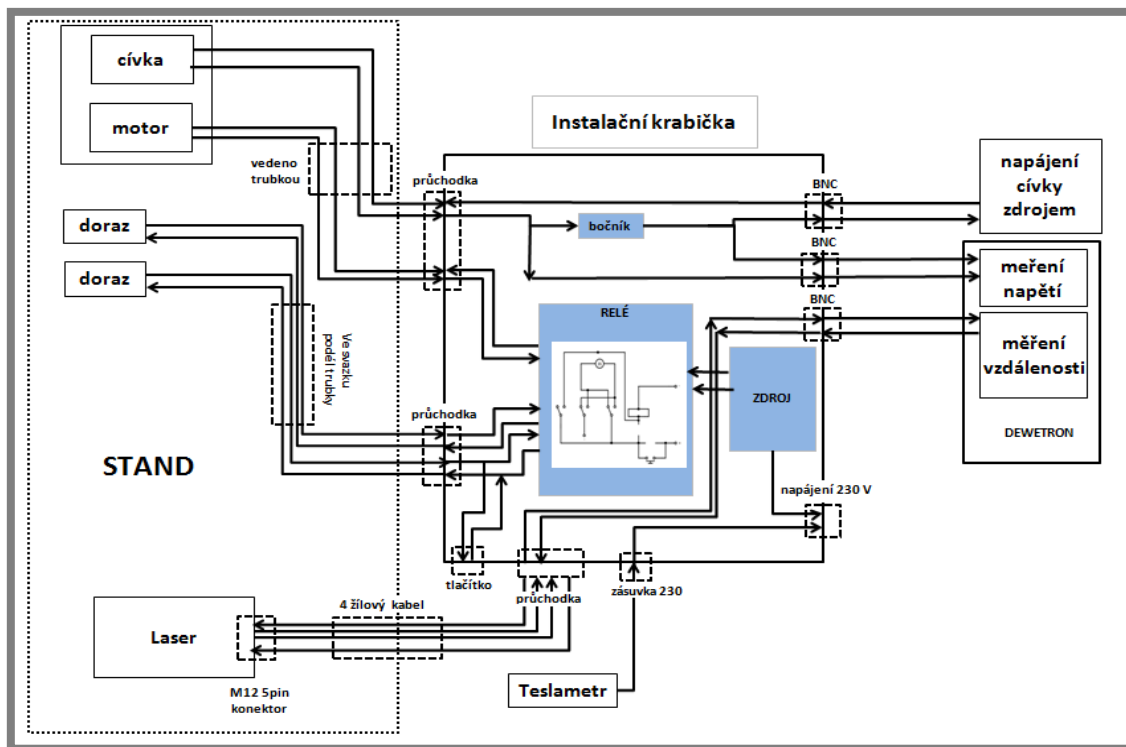 cívka
motor
vedeno
trubkou
Instalační krabička
průchodka
BNC
napájení
cívky
zdrojem
doraz
bočník
doraz
BNC
meření
napětí
BNC
měření
vzdálenosti
DEWETRON
RELÉ
ZDROJ
Ve svazku
podél trubky
průchodka
STAND
napájení 230 V
tlačítko
průchodka
zásuvka 230
4 žílový kabel
Laser
M12 5pin
konektor
Teslametr